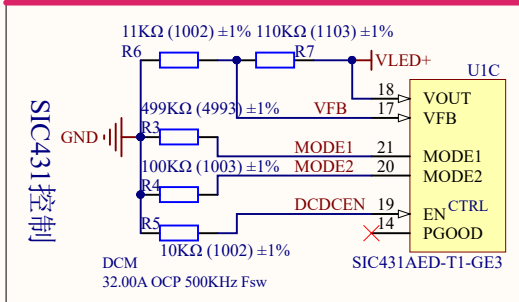 11KΩ (1002) ±1%
110KΩ (1103) ±1%
R6
R7
VLED+
U1C
18
VOUT
VFB
17
VFB
499KΩ (4993) ±1%
GND
R3
MODE1
21
MODE1
100KΩ (1003) ±1%
MODE2
20
MODE2
R4
DCDCEN
19
EN
CTRL
R5
14
PGOOD
10KΩ (1002) ±1%
SIC431AED-T1-GE3
DCM
32.00A OCP 500KHz Fsw
SIC431控制